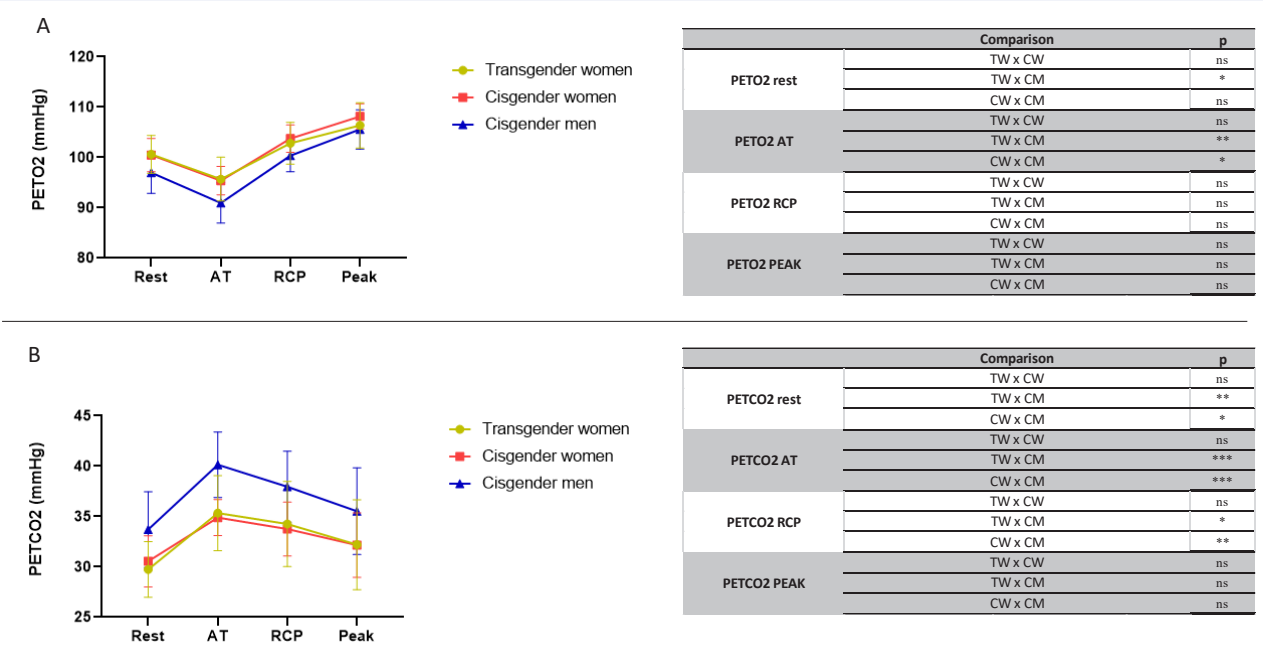 A
120
110
100
90
80
PETO2 (mmHg)
Rest AT RCP Peak
Transgender women
Cisgender women
Cisgender men
Comparison p
PETO2 rest
TW x CW ns
TW x CM *
CW x CM ns
PETO2 AT
TW x CW ns
TW x CM **
CW x CM *
PETO2 RCP
TW x CW ns
TW x CM ns
CW x CM ns
PETO2 PEAK
TW x CW ns
TW x CM ns
CW x CM ns
B
45
40
35
30
25
PETCO2 (mmHg)
Rest AT RCP Peak
Transgender women
Cisgender women
Cisgender men
Comparison p
PETCO2 rest
TW x CW ns
TW x CM **
CW x CM *
PETCO2 AT
TW x CW ns
TW x CM ***
CW x CM ***
PETCO2 RCP
TW x CW ns
TW x CM *
CW x CM **
PETCO2 PEAK
TW x CW ns
TW x CM ns
CW x CM ns